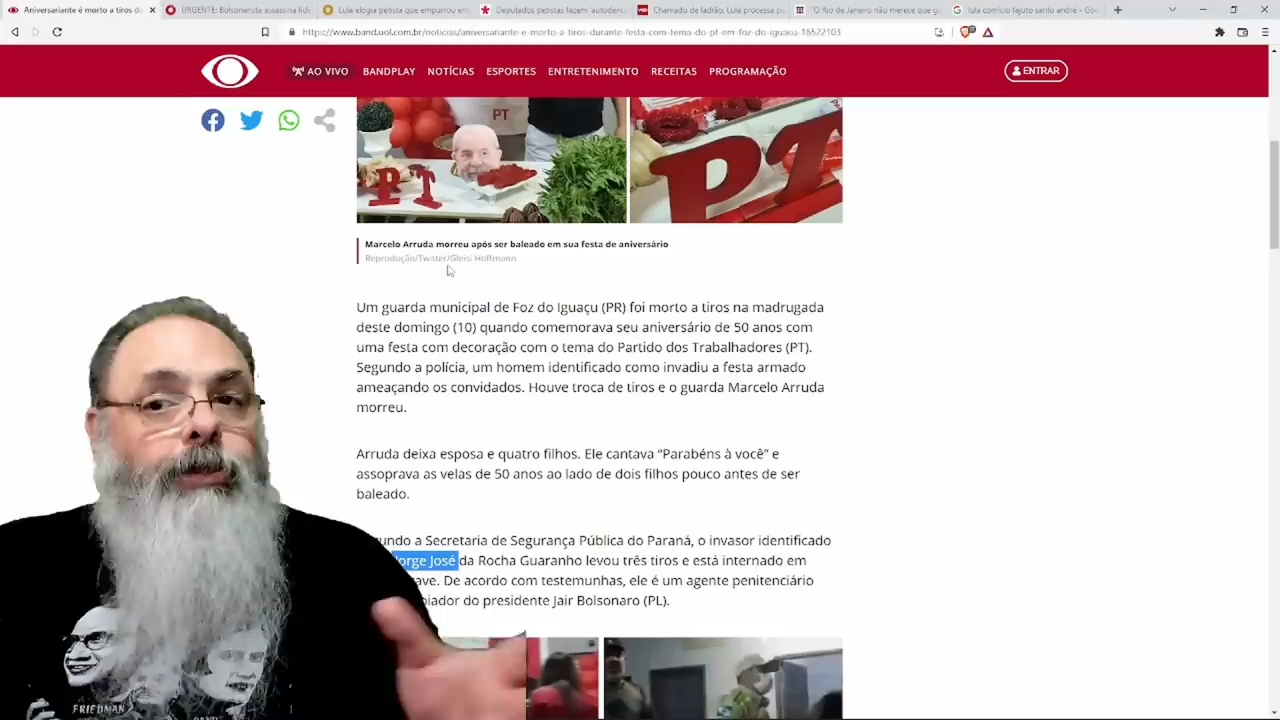 Aniversariante é morto a tiros du
URGENTE: Bolsonarista assassina líde
Lula elogia petista que empurrou em
Deputados petistas fazem 'autodenú
Chamado de ladrão, Lula processa p
"O Rio de Janeiro não merece que g
lula comício fajuto santo andré - Goo
https://www.band.uol.com.br/noticias/aniversariante-e-morto-a-tiros-durante-festa-com-tema-do-pt-em-foz-do-iguacu-16522103
AO VIVO BANDPLAY NOTÍCIAS ESPORTES ENTRETENIMENTO RECEITAS PROGRAMAÇÃO
ENTRAR
PT
PT
PT
Marcelo Arruda morreu após ser baleado em sua festa de aniversário
Reprodução/Twitter/Gleisi Hoffmann
Um guarda municipal de Foz do Iguaçu (PR) foi morto a tiros na madrugada
deste domingo (10) quando comemorava seu aniversário de 50 anos com
uma festa com decoração com o tema do Partido dos Trabalhadores (PT).
Segundo a polícia, um homem identificado como invadiu a festa armado
ameaçando os convidados. Houve troca de tiros e o guarda Marcelo Arruda
morreu.
Arruda deixa esposa e quatro filhos. Ele cantava “Parabéns à você” e
assoprava as velas de 50 anos ao lado de dois filhos pouco antes de ser
baleado.
a Secretaria de Segurança Pública do Paraná, o invasor identificado
Jorge José da Rocha Guaranho levou três tiros e está internado em
De acordo com testemunhas, ele é um agente penitenciário
do presidente Jair Bolsonaro (PL).
FRIEDMAN